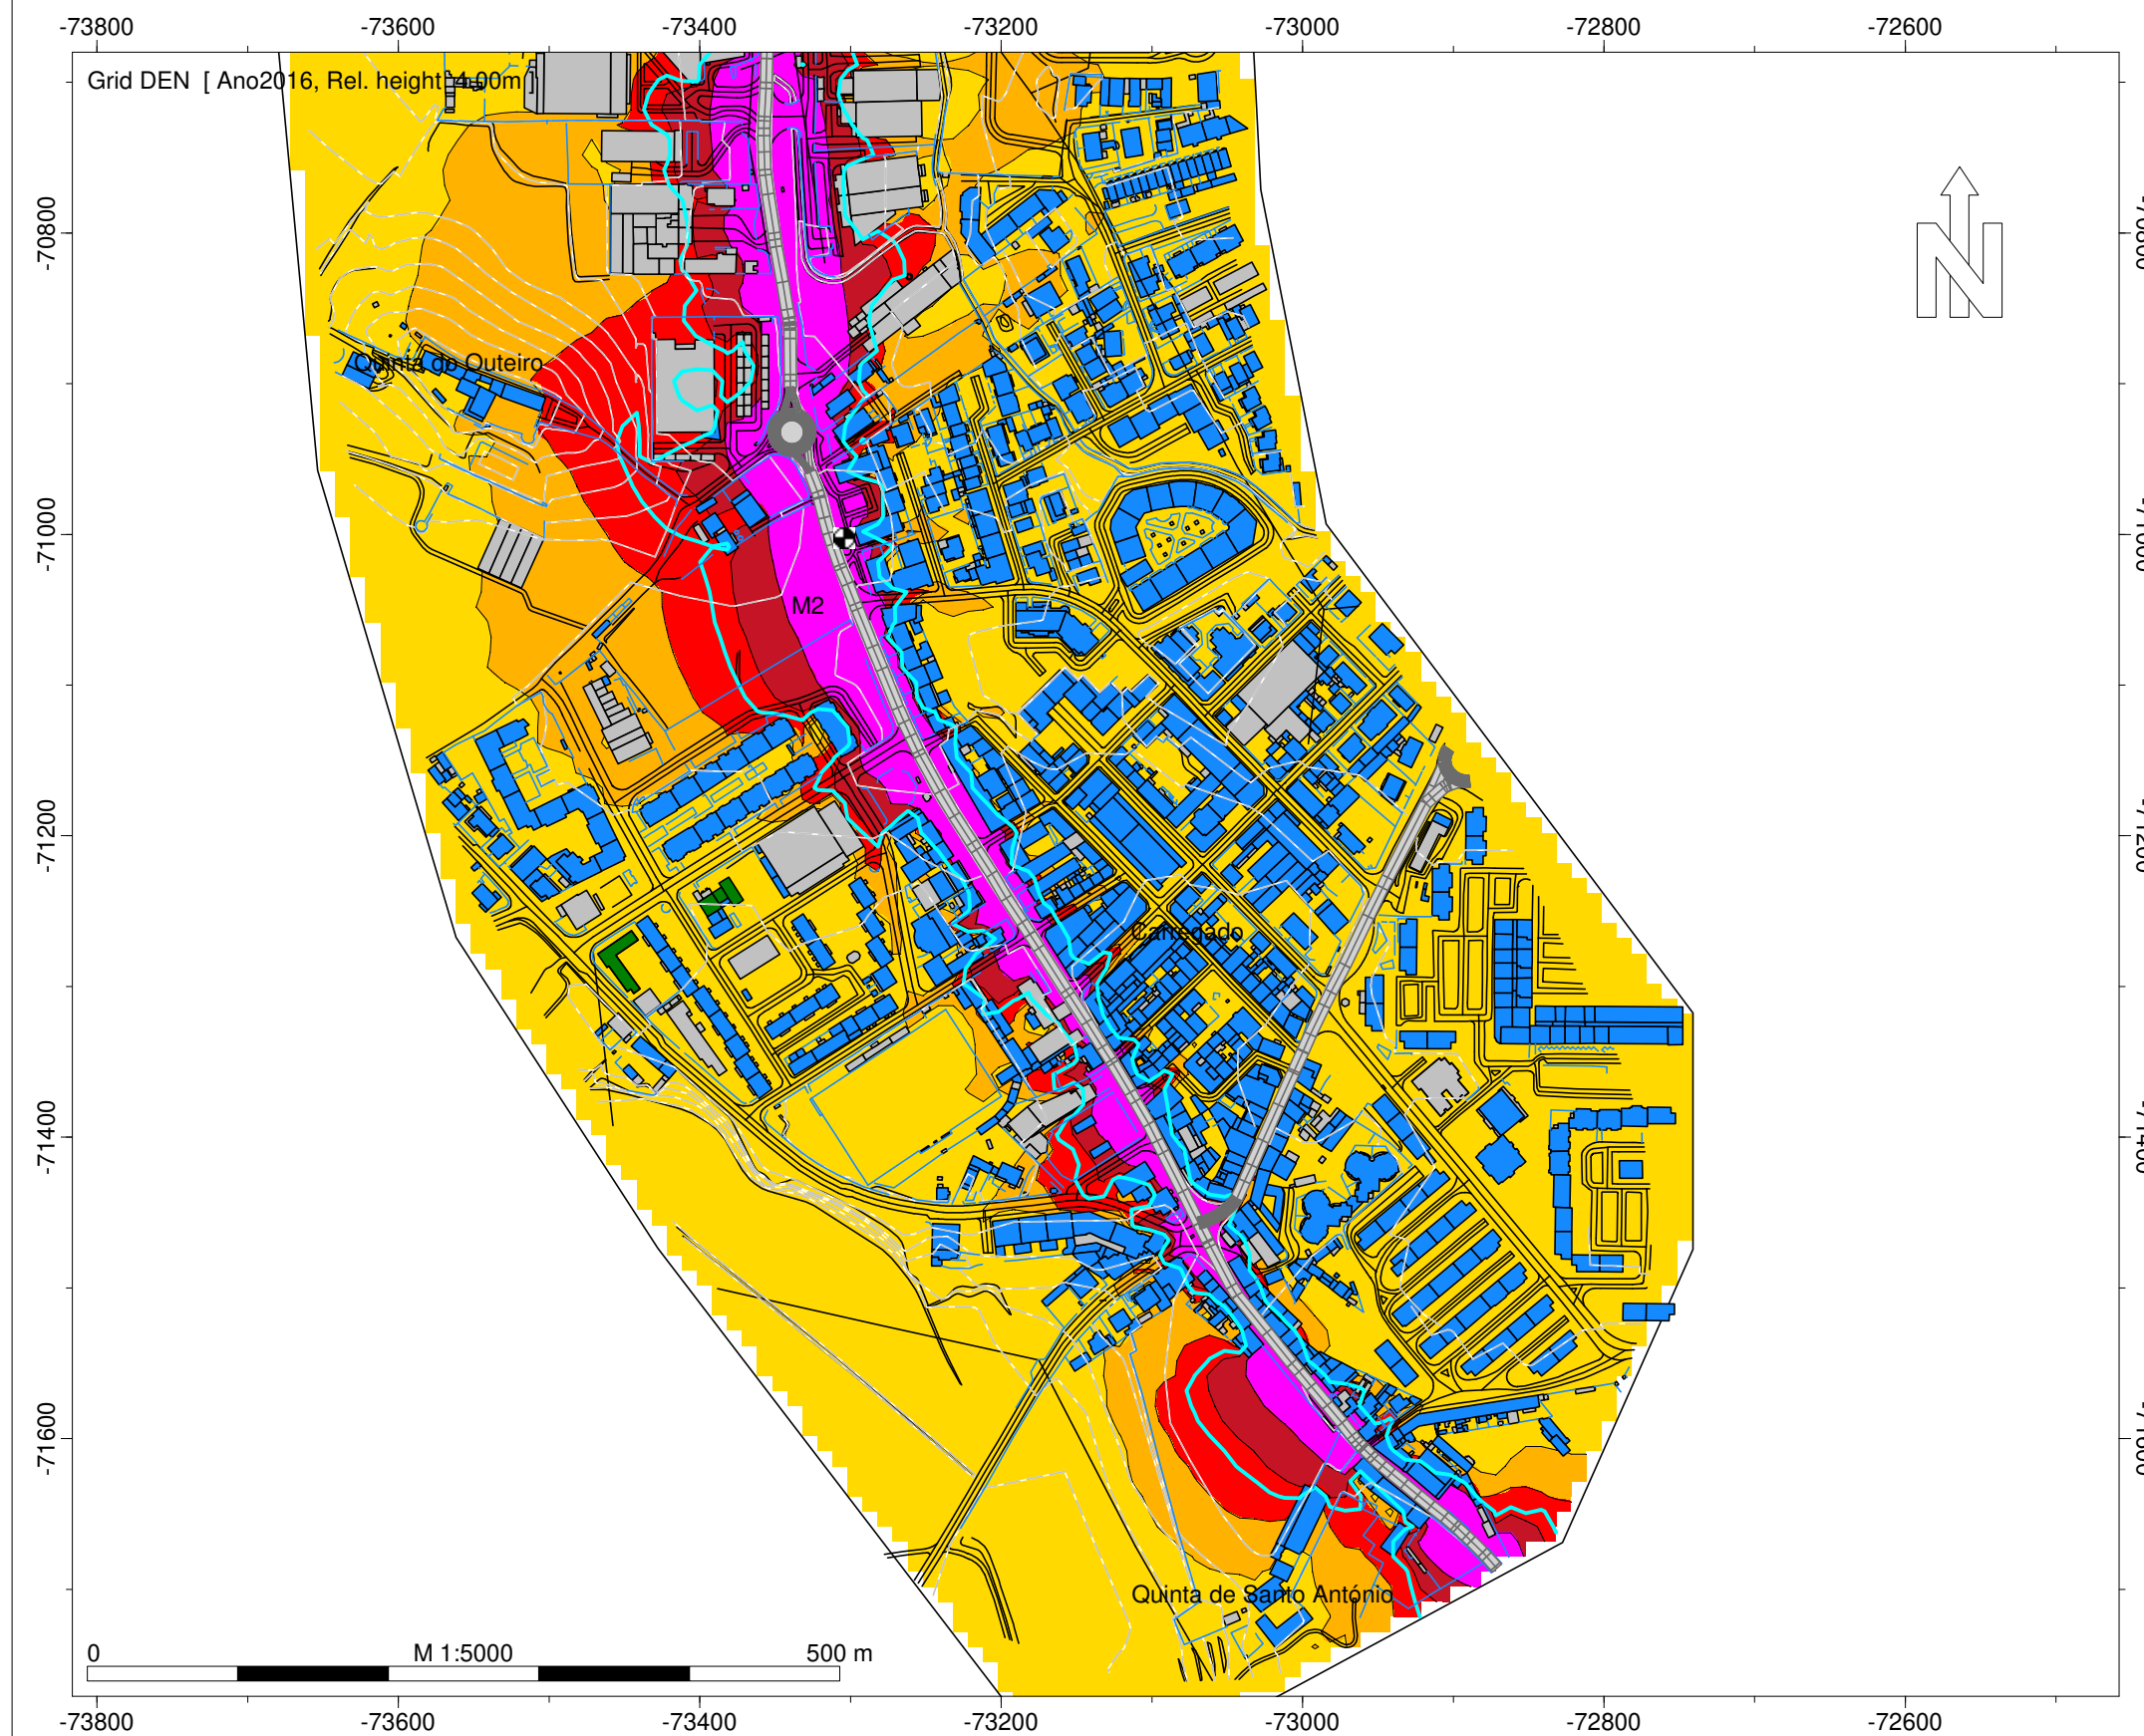 -73800 -73600 -73400 -73200 -73000 -72800 -72600
Grid DEN [ Ano2016, Rel. height 4.00m
-70800
N
Quinta do Outeiro
-71000
M2
-71200
Carregado
-71400
-71600
Quinta de Santo António
0 M 1:5000 500 m
-73800 -73600 -73400 -73200 -73000 -72800 -72600